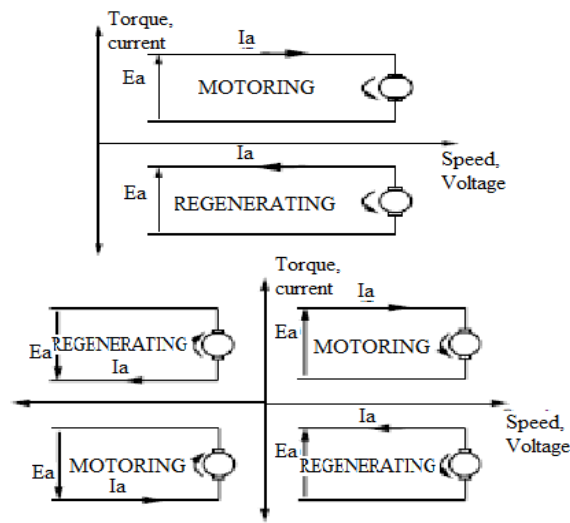 Torque,
current
Ia
Ea
MOTORING
Ia
Speed,
Voltage
Ea
REGENERATING
Torque,
current
Ia
REGENERATING
Ea
Ia
Ea
MOTORING
Ia
Speed,
Voltage
Ea
MOTORING
Ia
Ea
REGENERATING